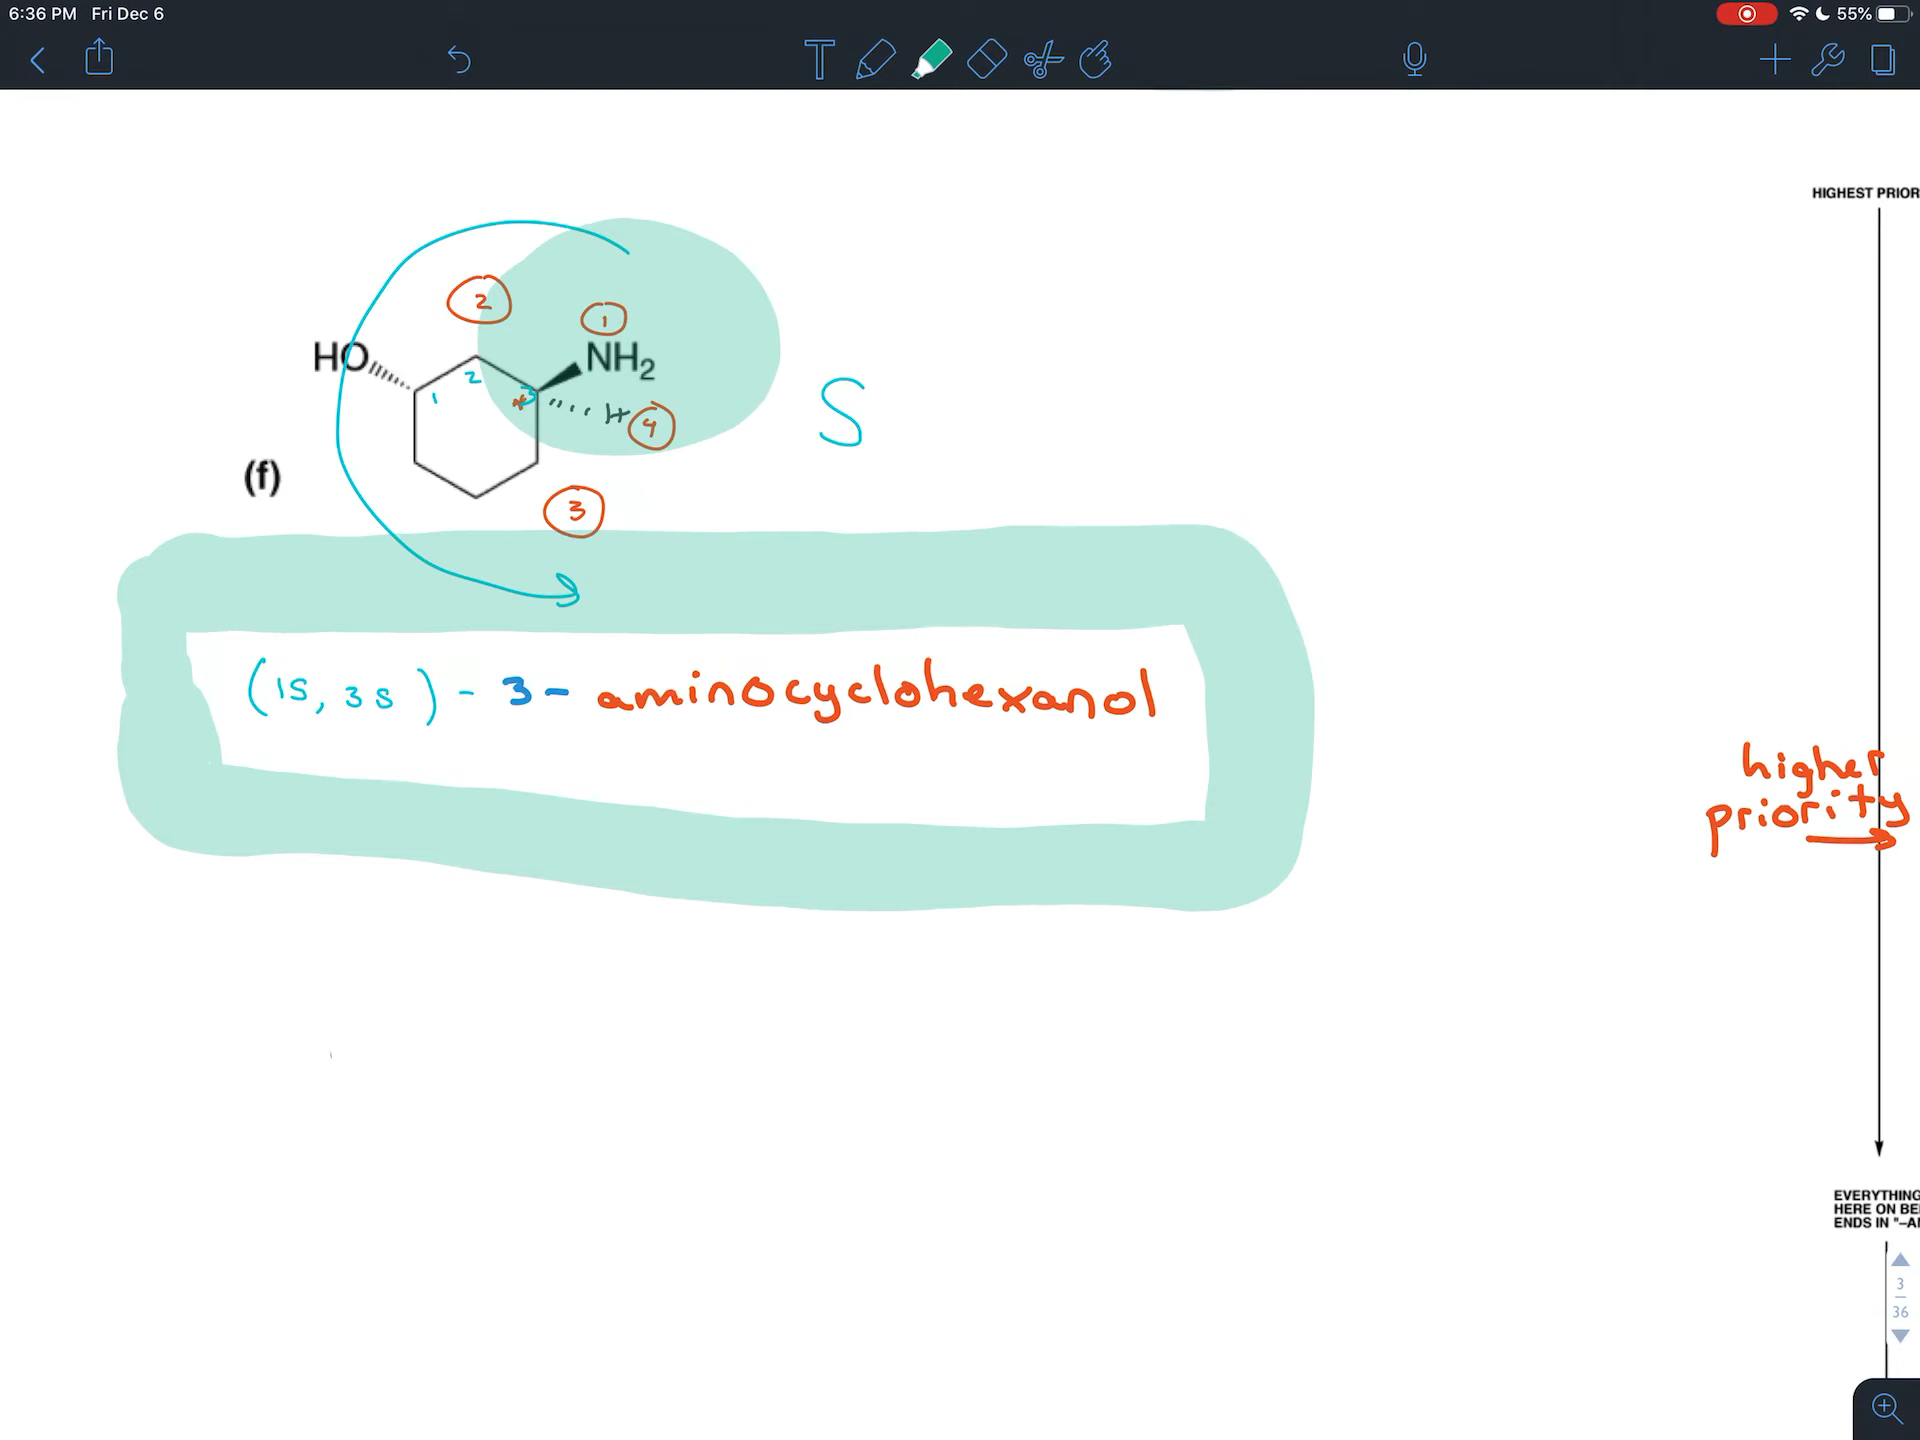 6:36 PM Fri Dec 6
55%
T
HIGHEST PRIOR
2
1
HO
NH2
2
1
3
H
4
S
(f)
3
(1S, 3S) - 3 - aminocyclohexanol
higher
priority
EVERYTHING
HERE ON BE
ENDS IN "–A
3
36